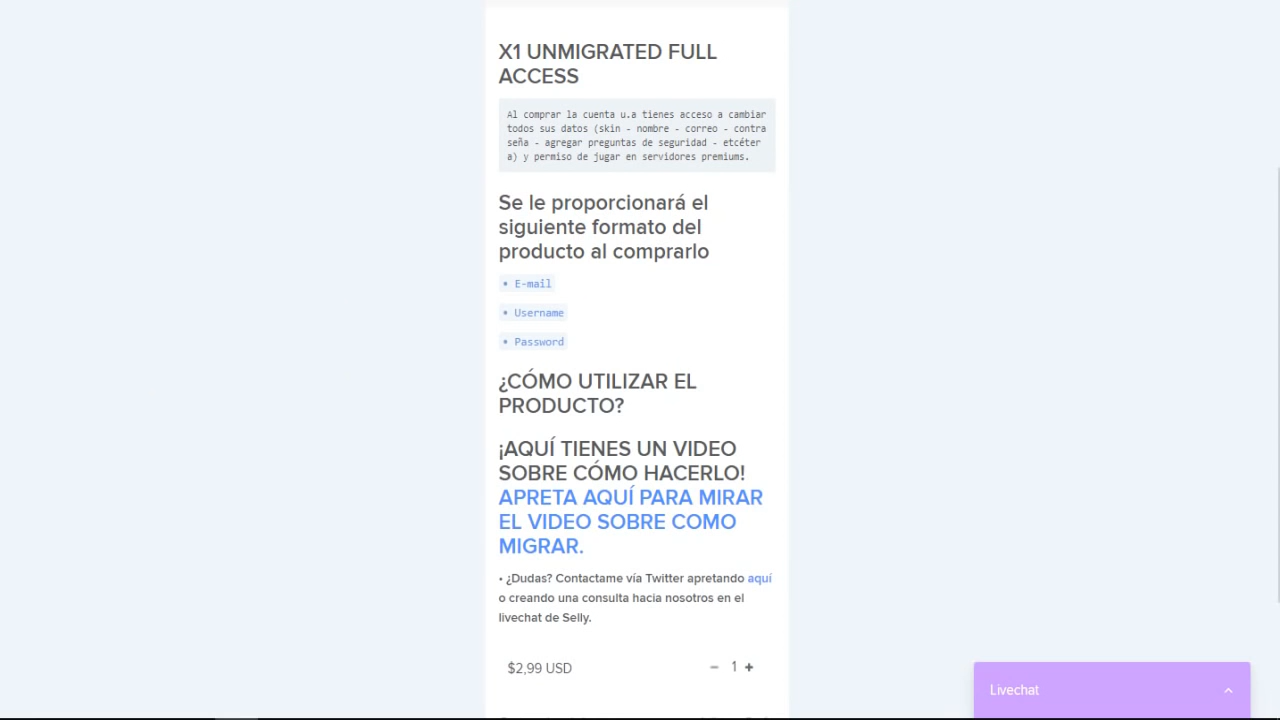 X1 UNMIGRATED FULL
ACCESS
Al comprar la cuenta u.a tienes acceso a cambiar
todos sus datos (skin - nombre - correo - contra
seña - agregar preguntas de seguridad - etcéter
a) y permiso de jugar en servidores premiums.
Se le proporcionará el
siguiente formato del
producto al comprarlo
• E-mail
• Username
• Password
¿CÓMO UTILIZAR EL
PRODUCTO?
¡AQUÍ TIENES UN VIDEO
SOBRE CÓMO HACERLO!
APRETA AQUÍ PARA MIRAR
EL VIDEO SOBRE COMO
MIGRAR.
• ¿Dudas? Contactame vía Twitter apretando aquí
o creando una consulta hacia nosotros en el
livechat de Selly.
$2,99 USD
− 1 +
Livechat